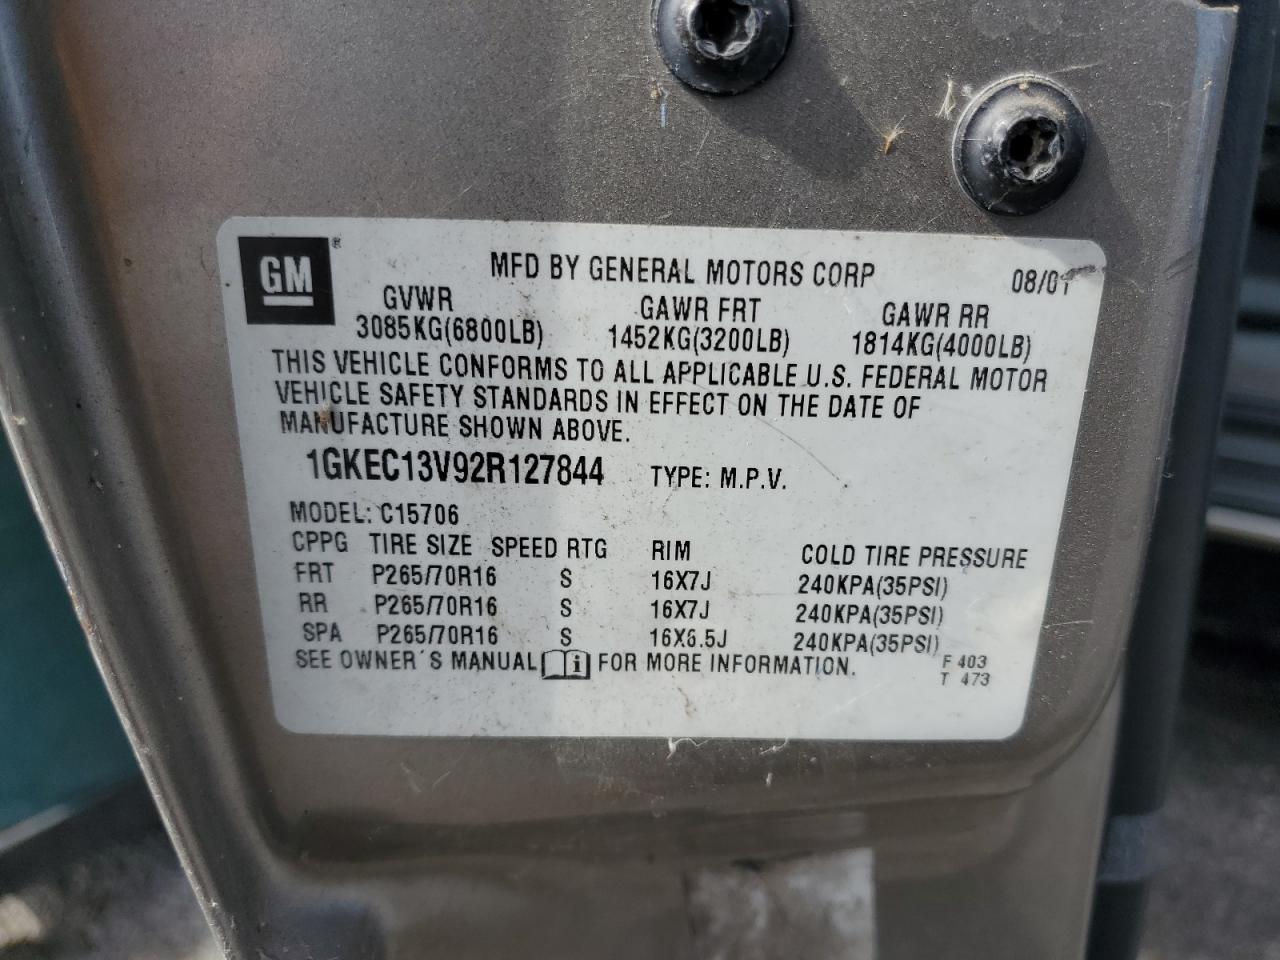 GM ®
MFD BY GENERAL MOTORS CORP 08/01
GVWR GAWR FRT GAWR RR
3085KG(6800LB) 1452KG(3200LB) 1814KG(4000LB)
THIS VEHICLE CONFORMS TO ALL APPLICABLE U.S. FEDERAL MOTOR
VEHICLE SAFETY STANDARDS IN EFFECT ON THE DATE OF
MANUFACTURE SHOWN ABOVE.
1GKEC13V92R127844 TYPE: M.P.V.
MODEL: C15706
CPPG TIRE SIZE SPEED RTG RIM COLD TIRE PRESSURE
FRT P265/70R16 S 16X7J 240KPA(35PSI)
RR P265/70R16 S 16X7J 240KPA(35PSI)
SPA P265/70R16 S 16X6.5J 240KPA(35PSI)
SEE OWNER´S MANUAL i FOR MORE INFORMATION.
F 403
T 473